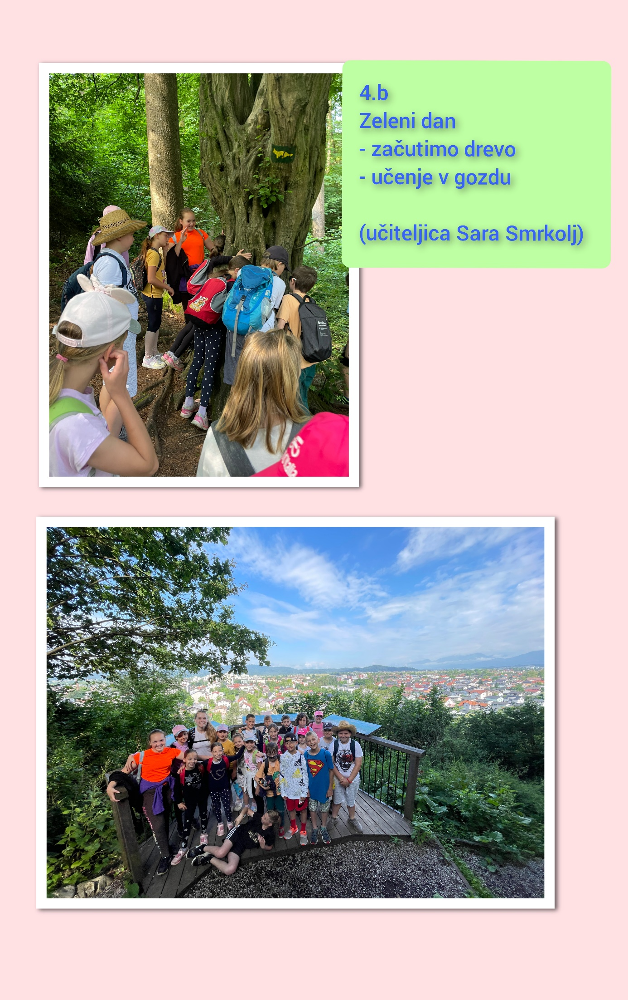 4.b
Zeleni dan
- začutimo drevo
- učenje v gozdu
(učiteljica Sara Smrkolj)